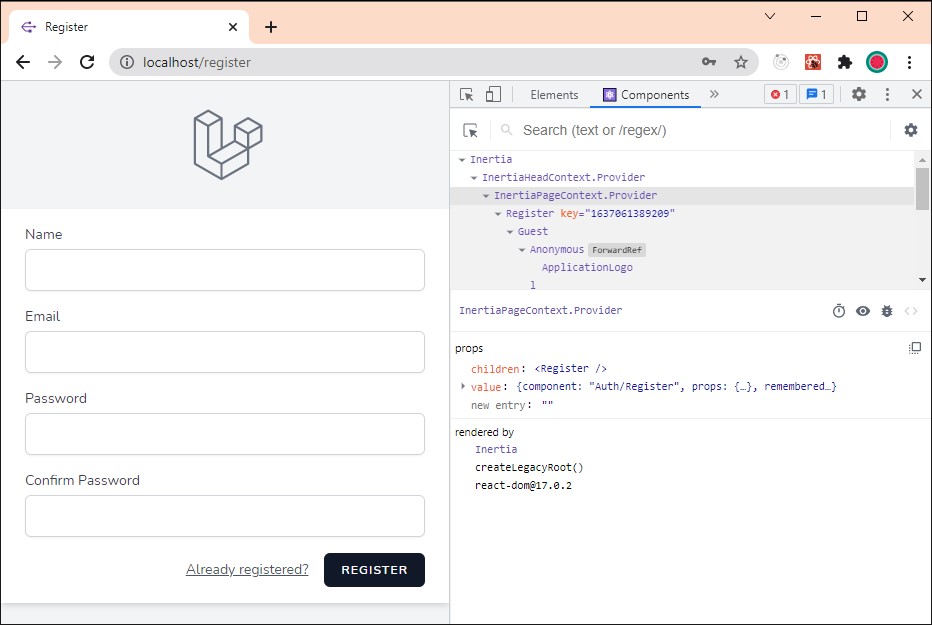 Register
localhost/register
Elements
Components
1
1
Search (text or /regex/)
Inertia
InertiaHeadContext.Provider
InertiaPageContext.Provider
Register key="1637061389209"
Guest
Anonymous ForwardRef
ApplicationLogo
InertiaPageContext.Provider
props
children: <Register />
value: {component: "Auth/Register", props: {…}, remembered…}
new entry: ""
rendered by
Inertia
createLegacyRoot()
react-dom@17.0.2
Name
Email
Password
Confirm Password
Already registered?
REGISTER